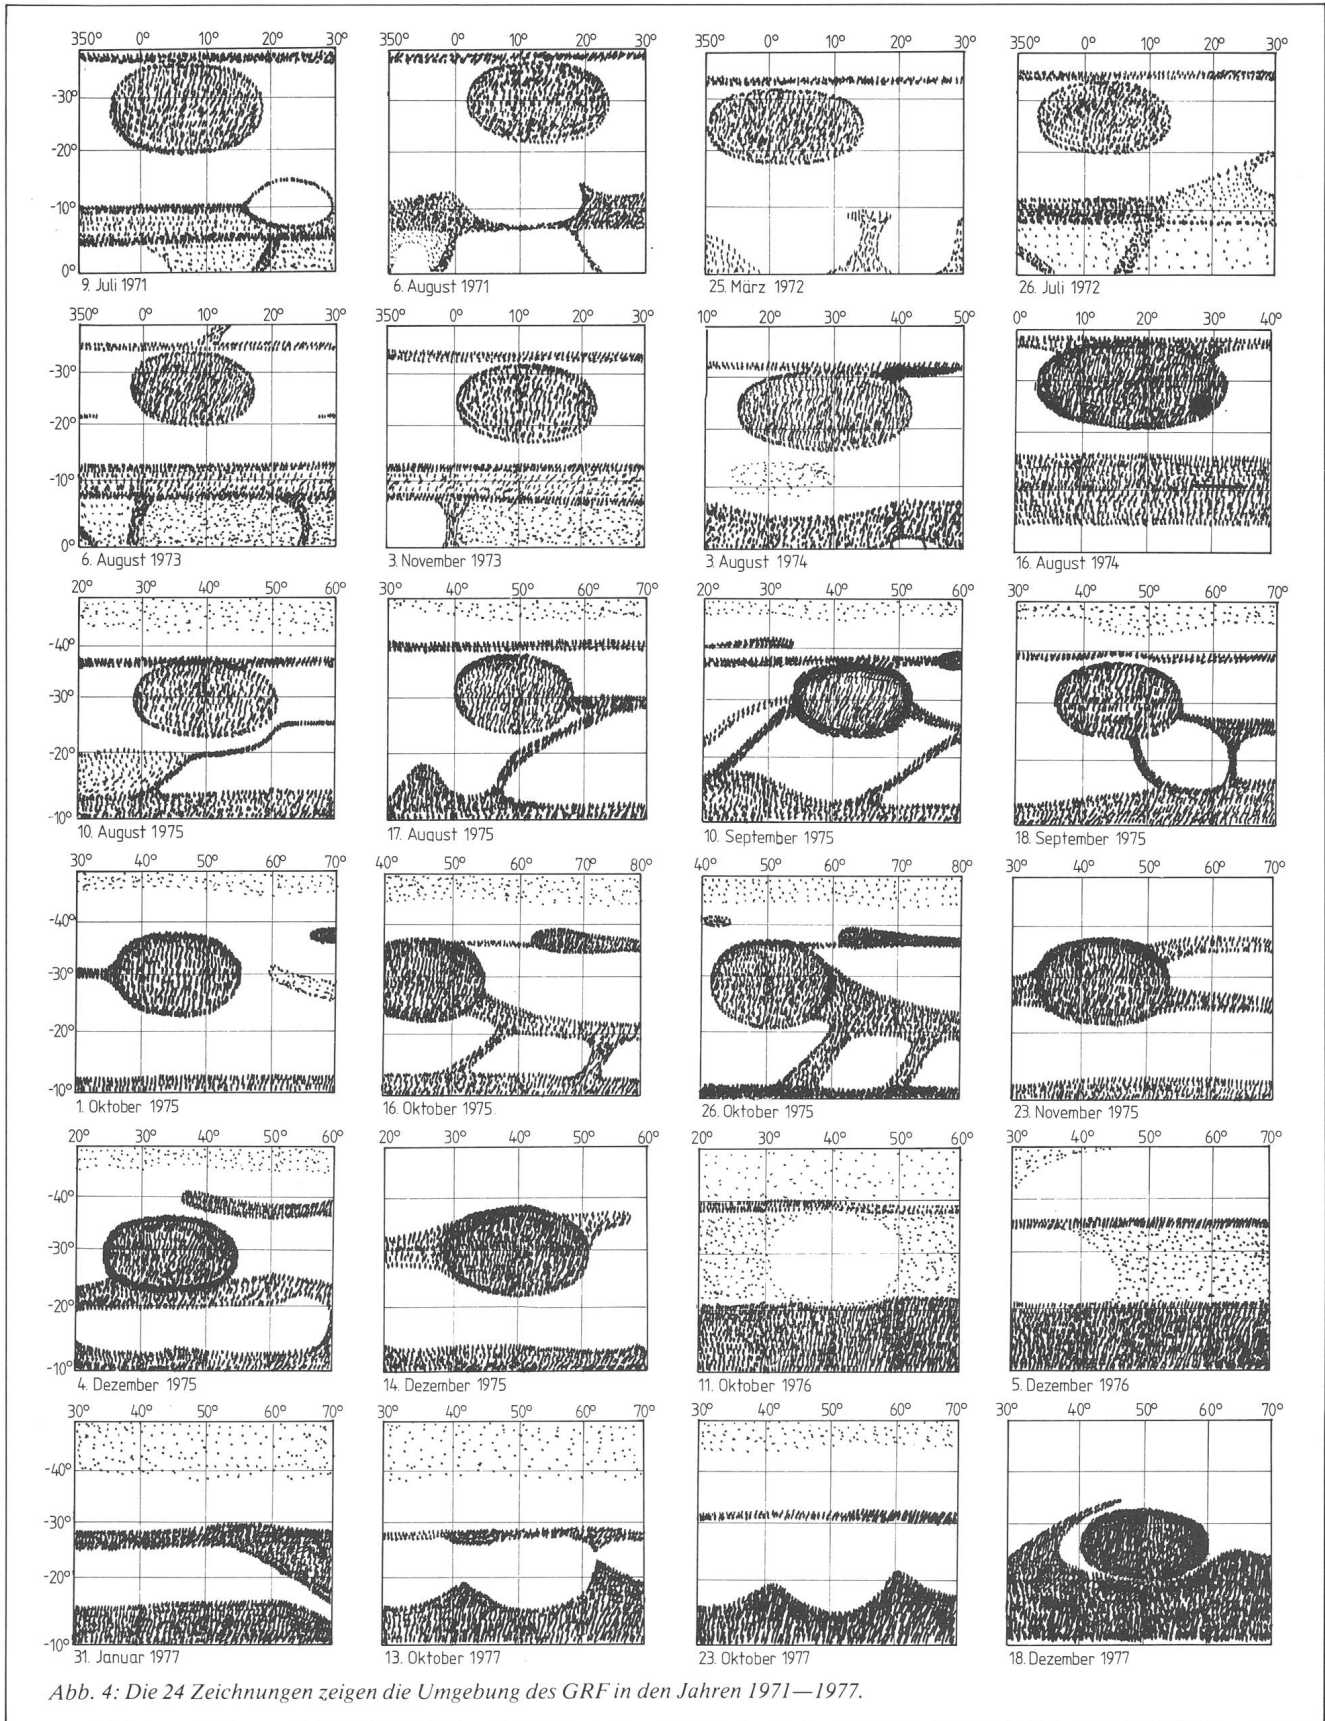 350° 0° 10° 20° 30° 350° 0° 10° 20° 30° 350° 0° 10° 20° 30° 350° 0° 10° 20° 30°
-30°
-20°
-10°
0°
9. Juli 1971 6. August 1971 25. März 1972 26. Juli 1972
350° 0° 10° 20° 30° 350° 0° 10° 20° 30° 10° 20° 30° 40° 50° 0° 10° 20° 30° 40°
-30°
-20°
-10°
0°
6. August 1973 3. November 1973 3. August 1974 16. August 1974
20° 30° 40° 50° 60° 30° 40° 50° 60° 70° 20° 30° 40° 50° 60° 30° 40° 50° 60° 70°
-40°
-30°
-20°
-10°
10. August 1975 17. August 1975 10. September 1975 18. September 1975
30° 40° 50° 60° 70° 40° 50° 60° 70° 80° 40° 50° 60° 70° 80° 30° 40° 50° 60° 70°
-40°
-30°
-20°
-10°
1. Oktober 1975 16. Oktober 1975 26. Oktober 1975 23. November 1975
20° 30° 40° 50° 60° 20° 30° 40° 50° 60° 20° 30° 40° 50° 60° 30° 40° 50° 60° 70°
-40°
-30°
-20°
-10°
4. Dezember 1975 14. Dezember 1975 11. Oktober 1976 5. Dezember 1976
30° 40° 50° 60° 70° 30° 40° 50° 60° 70° 30° 40° 50° 60° 70° 30° 40° 50° 60° 70°
-40°
-30°
-20°
-10°
31. Januar 1977 13. Oktober 1977 23. Oktober 1977 18. Dezember 1977
Abb. 4: Die 24 Zeichnungen zeigen die Umgebung des GRF in den Jahren 1971—1977.